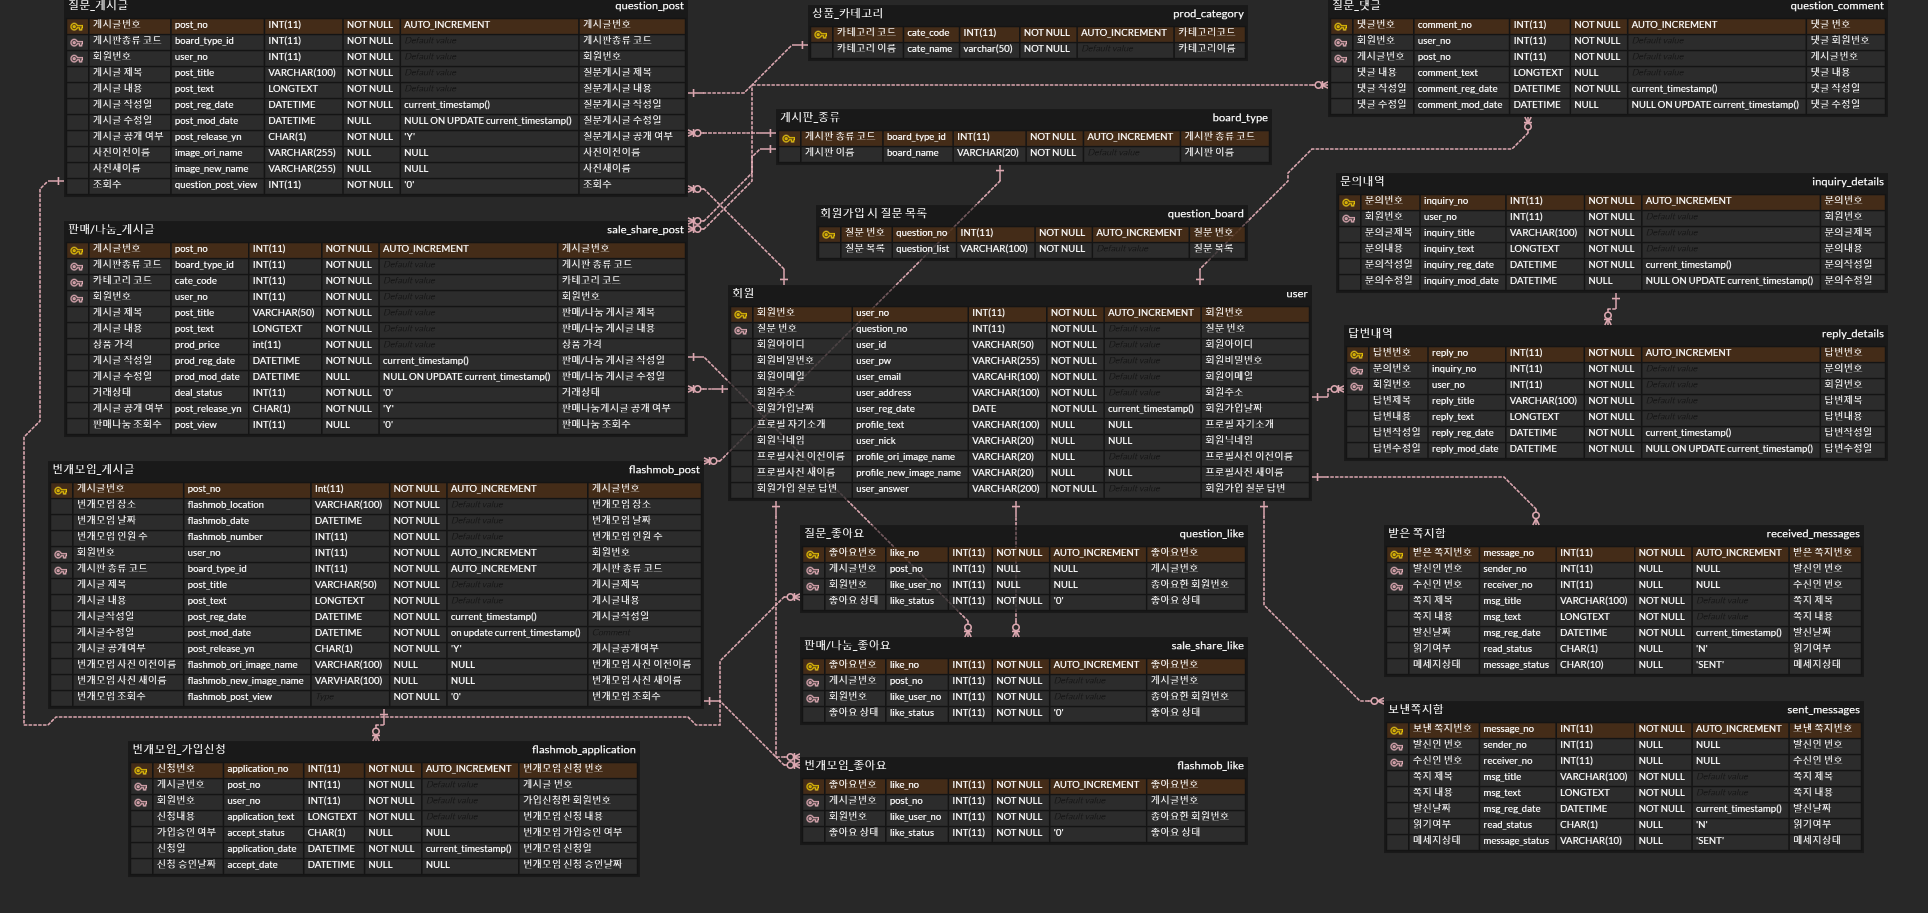 질문_게시글 question_post
게시글번호 post_no INT(11) NOT NULL AUTO_INCREMENT 게시글번호
게시판종류 코드 board_type_id INT(11) NOT NULL Default value 게시판종류 코드
회원번호 user_no INT(11) NOT NULL Default value 회원번호
게시글 제목 post_title VARCHAR(100) NOT NULL Default value 질문게시글 제목
게시글 내용 post_text LONGTEXT NOT NULL Default value 질문게시글 내용
게시글 작성일 post_reg_date DATETIME NOT NULL current_timestamp() 질문게시글 작성일
게시글 수정일 post_mod_date DATETIME NULL NULL ON UPDATE current_timestamp() 질문게시글 수정일
게시글 공개 여부 post_release_yn CHAR(1) NOT NULL 'Y' 질문게시글 공개 여부
사진이전이름 image_ori_name VARCHAR(255) NULL NULL 사진이전이름
사진새이름 image_new_name VARCHAR(255) NULL NULL 사진새이름
조회수 question_post_view INT(11) NOT NULL '0' 조회수
상품_카테고리 prod_category
카테고리 코드 cate_code INT(11) NOT NULL AUTO_INCREMENT 카테고리코드
카테고리 이름 cate_name varchar(50) NOT NULL Default value 카테고리이름
질문_댓글 question_comment
댓글번호 comment_no INT(11) NOT NULL AUTO_INCREMENT 댓글 번호
회원번호 user_no INT(11) NOT NULL Default value 댓글 회원번호
게시글번호 post_no INT(11) NOT NULL Default value 게시글번호
댓글 내용 comment_text LONGTEXT NULL Default value 댓글 내용
댓글 작성일 comment_reg_date DATETIME NOT NULL current_timestamp() 댓글 작성일
댓글 수정일 comment_mod_date DATETIME NULL NULL ON UPDATE current_timestamp() 댓글 수정일
게시판_종류 board_type
게시판 종류 코드 board_type_id INT(11) NOT NULL AUTO_INCREMENT 게시판 종류 코드
게시판 이름 board_name VARCHAR(20) NOT NULL Default value 게시판 이름
회원가입 시 질문 목록 question_board
질문 번호 question_no INT(11) NOT NULL AUTO_INCREMENT 질문 번호
질문 목록 question_list VARCHAR(100) NOT NULL Default value 질문 목록
문의내역 inquiry_details
문의번호 inquiry_no INT(11) NOT NULL AUTO_INCREMENT 문의번호
회원번호 user_no INT(11) NOT NULL Default value 회원번호
문의글제목 inquiry_title VARCHAR(100) NOT NULL Default value 문의글제목
문의내용 inquiry_text LONGTEXT NOT NULL Default value 문의내용
문의작성일 inquiry_reg_date DATETIME NOT NULL current_timestamp() 문의작성일
문의수정일 inquiry_mod_date DATETIME NULL NULL ON UPDATE current_timestamp() 문의수정일
판매/나눔_게시글 sale_share_post
게시글번호 post_no INT(11) NOT NULL AUTO_INCREMENT 게시글번호
게시판종류 코드 board_type_id INT(11) NOT NULL Default value 게시판 종류 코드
카테고리 코드 cate_code INT(11) NOT NULL Default value 카테고리 코드
회원번호 user_no INT(11) NOT NULL Default value 회원번호
게시글 제목 post_title VARCHAR(50) NOT NULL Default value 판매/나눔 게시글 제목
게시글 내용 post_text LONGTEXT NOT NULL Default value 판매/나눔 게시글 내용
상품 가격 prod_price int(11) NOT NULL Default value 상품 가격
게시글 작성일 prod_reg_date DATETIME NOT NULL current_timestamp() 판매/나눔 게시글 작성일
게시글 수정일 prod_mod_date DATETIME NULL NULL ON UPDATE current_timestamp() 판매/나눔 게시글 수정일
거래상태 deal_status INT(11) NOT NULL '0' 거래상태
게시글 공개 여부 post_release_yn CHAR(1) NOT NULL 'Y' 판매나눔게시글 공개 여부
판매나눔 조회수 post_view INT(11) NULL '0' 판매나눔 조회수
회원 user
회원번호 user_no INT(11) NOT NULL AUTO_INCREMENT 회원번호
질문 번호 question_no INT(11) NOT NULL Default value 질문 번호
회원아이디 user_id VARCHAR(50) NOT NULL Default value 회원아이디
회원비밀번호 user_pw VARCHAR(255) NOT NULL Default value 회원비밀번호
회원이메일 user_email VARCAHR(100) NOT NULL Default value 회원이메일
회원주소 user_address VARCHAR(100) NOT NULL Default value 회원주소
회원가입날짜 user_reg_date DATE NOT NULL current_timestamp() 회원가입날짜
프로필 자기소개 profile_text VARCHAR(100) NULL NULL 프로필 자기소개
회원닉네임 user_nick VARCHAR(20) NULL NULL 회원닉네임
프로필사진 이전이름 profile_ori_image_name VARCHAR(20) NULL Default value 프로필사진 이전이름
프로필사진 새이름 profile_new_image_name VARCHAR(20) NULL NULL 프로필사진 새이름
회원가입 질문 답변 user_answer VARCHAR(200) NOT NULL Default value 회원가입 질문 답변
답변내역 reply_details
답변번호 reply_no INT(11) NOT NULL AUTO_INCREMENT 답변번호
문의번호 inquiry_no INT(11) NOT NULL Default value 문의번호
회원번호 user_no INT(11) NOT NULL Default value 회원번호
답변제목 reply_title VARCHAR(100) NOT NULL Default value 답변제목
답변내용 reply_text LONGTEXT NOT NULL Default value 답변내용
답변작성일 reply_reg_date DATETIME NOT NULL current_timestamp() 답변작성일
답변수정일 reply_mod_date DATETIME NOT NULL NULL ON UPDATE current_timestamp() 답변수정일
번개모임_게시글 flashmob_post
게시글번호 post_no Int(11) NOT NULL AUTO_INCREMENT 게시글번호
번개모임 장소 flashmob_location VARCHAR(100) NOT NULL Default value 번개모임 장소
번개모임 날짜 flashmob_date DATETIME NOT NULL Default value 번개모임 날짜
번개모임 인원 수 flashmob_number INT(11) NOT NULL Default value 번개모임 인원 수
회원번호 user_no INT(11) NOT NULL AUTO_INCREMENT 회원번호
게시판 종류 코드 board_type_id INT(11) NOT NULL AUTO_INCREMENT 게시판 종류 코드
게시글 제목 post_title VARCHAR(50) NOT NULL Default value 게시글제목
게시글 내용 post_text LONGTEXT NOT NULL Default value 게시글내용
게시글작성일 post_reg_date DATETIME NOT NULL current_timestamp() 게시글작성일
게시글수정일 post_mod_date DATETIME NOT NULL on update current_timestamp() Comment
게시글 공개여부 post_release_yn CHAR(1) NOT NULL 'Y' 게시글공개여부
번개모임 사진 이전이름 flashmob_ori_image_name VARCHAR(100) NULL NULL 번개모임 사진 이전이름
번개모임 사진 새이름 flashmob_new_image_name VARVHAR(100) NULL NULL 번개모임 사진 새이름
번개모임 조회수 flashmob_post_view Type NOT NULL '0' 번개모임 조회수
질문_좋아요 question_like
좋아요번호 like_no INT(11) NOT NULL AUTO_INCREMENT 좋아요번호
게시글번호 post_no INT(11) NULL NULL 게시글번호
회원번호 like_user_no INT(11) NULL NULL 좋아요한 회원번호
좋아요 상태 like_status INT(11) NOT NULL '0' 좋아요 상태
받은 쪽지함 received_messages
받은 쪽지번호 message_no INT(11) NOT NULL AUTO_INCREMENT 받은 쪽지번호
발신인 번호 sender_no INT(11) NULL NULL 발신인 번호
수신인 번호 receiver_no INT(11) NULL NULL 수신인 번호
쪽지 제목 msg_title VARCHAR(100) NOT NULL Default value 쪽지 제목
쪽지 내용 msg_text LONGTEXT NOT NULL Default value 쪽지 내용
발신날짜 msg_reg_date DATETIME NOT NULL current_timestamp() 발신날짜
읽기여부 read_status CHAR(1) NULL 'N' 읽기여부
메세지상태 message_status CHAR(10) NULL 'SENT' 메세지상태
판매/나눔_좋아요 sale_share_like
좋아요번호 like_no INT(11) NOT NULL AUTO_INCREMENT 좋아요번호
게시글번호 post_no INT(11) NOT NULL Default value 게시글번호
회원번호 like_user_no INT(11) NOT NULL Default value 좋아요한 회원번호
좋아요 상태 like_status INT(11) NOT NULL '0' 좋아요 상태
보낸쪽지함 sent_messages
보낸 쪽지번호 message_no INT(11) NOT NULL AUTO_INCREMENT 보낸 쪽지번호
발신인 번호 sender_no INT(11) NULL NULL 발신인 번호
수신인 번호 receiver_no INT(11) NULL NULL 수신인 번호
쪽지 제목 msg_title VARCHAR(100) NOT NULL Default value 쪽지 제목
쪽지 내용 msg_text LONGTEXT NOT NULL Default value 쪽지 내용
발신날짜 msg_reg_date DATETIME NOT NULL current_timestamp() 발신날짜
읽기여부 read_status CHAR(1) NULL 'N' 읽기여부
메세지상태 message_status VARCHAR(10) NULL 'SENT' 메세지상태
번개모임_가입신청 flashmob_application
신청번호 application_no INT(11) NOT NULL AUTO_INCREMENT 번개모임 신청 번호
게시글번호 post_no INT(11) NOT NULL Default value 게시글 번호
회원번호 user_no INT(11) NOT NULL Default value 가입신청한 회원번호
신청내용 application_text LONGTEXT NOT NULL Default value 번개모임 신청 내용
가입승인 여부 accept_status CHAR(1) NULL NULL 번개모임 가입승인 여부
신청일 application_date DATETIME NOT NULL current_timestamp() 번개모임 신청일
신청 승인날짜 accept_date DATETIME NULL NULL 번개모임 신청 승인날짜
번개모임_좋아요 flashmob_like
좋아요번호 like_no INT(11) NOT NULL AUTO_INCREMENT 좋아요번호
게시글번호 post_no INT(11) NOT NULL Default value 게시글번호
회원번호 like_user_no INT(11) NOT NULL Default value 좋아요한 회원번호
좋아요 상태 like_status INT(11) NOT NULL '0' 좋아요 상태